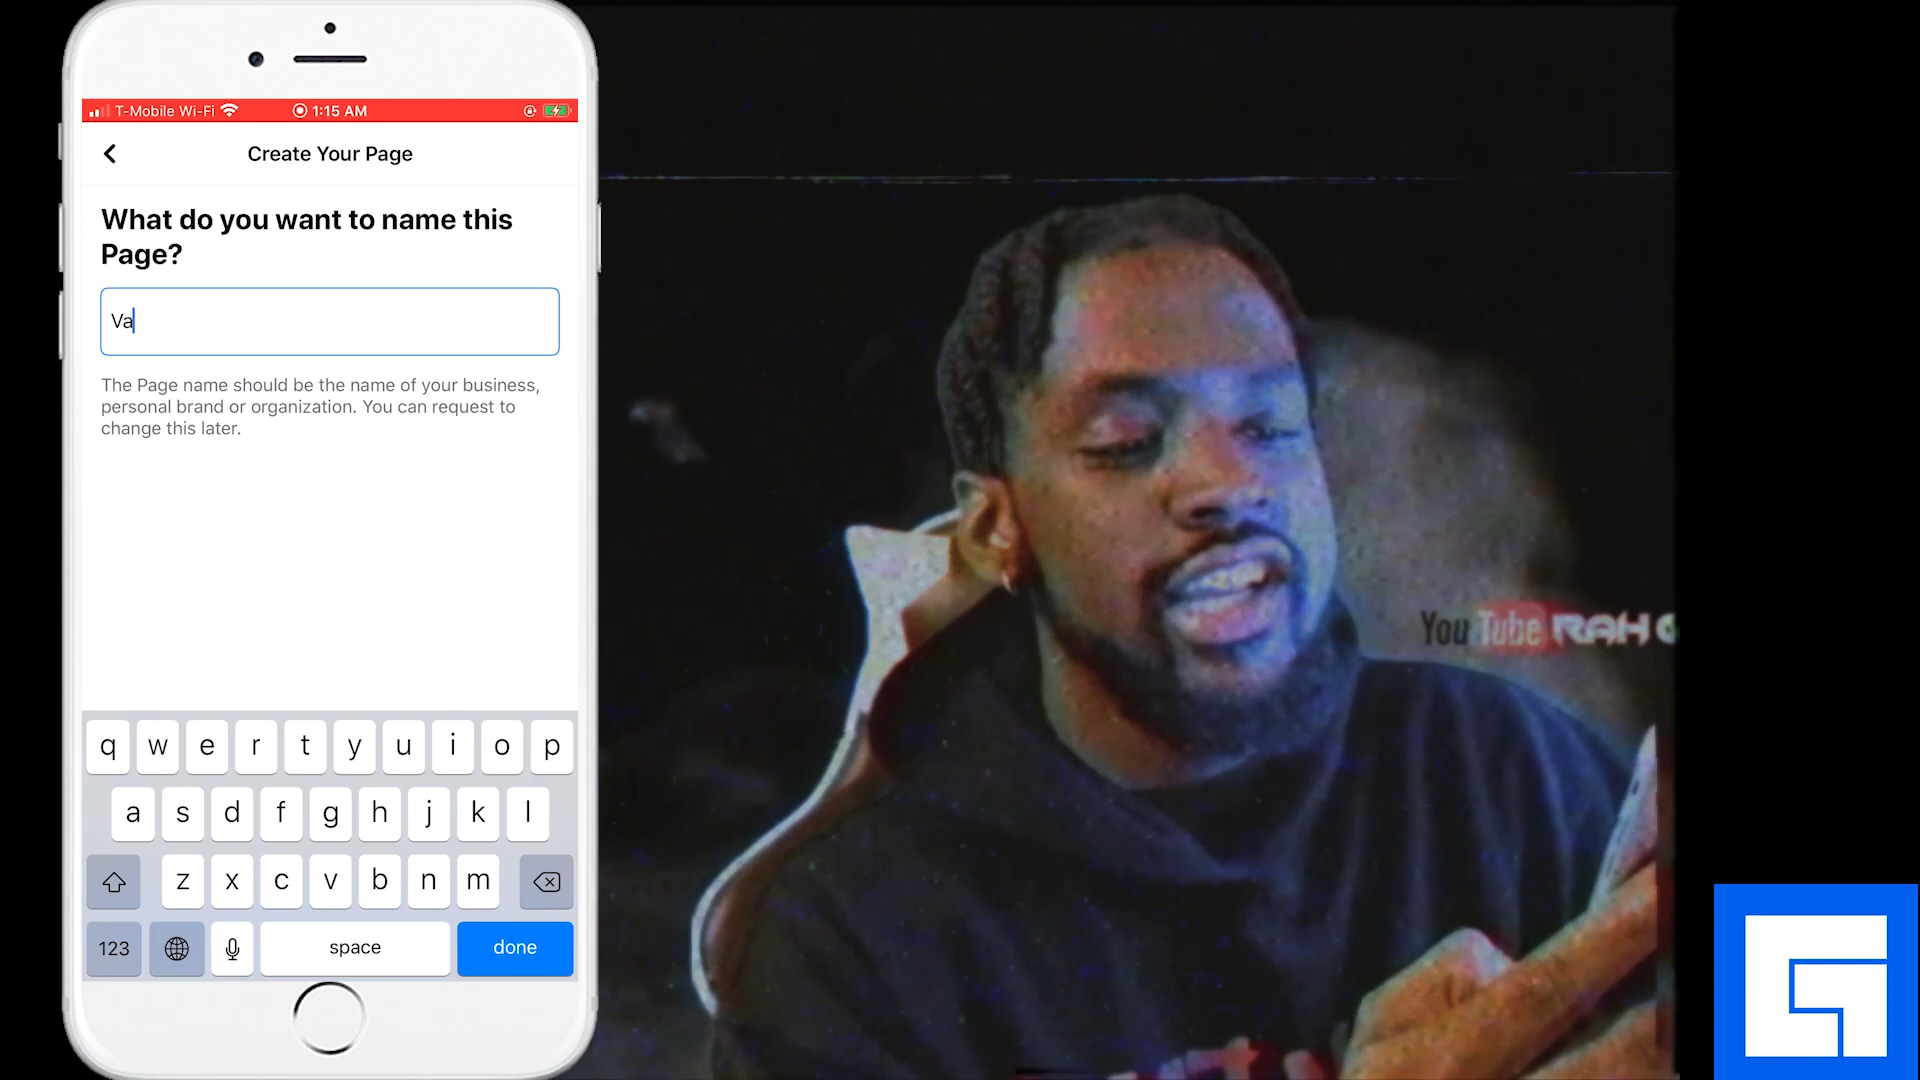 T-Mobile Wi-Fi 1:15 AM
Create Your Page
What do you want to name this
Page?
Va
The Page name should be the name of your business,
personal brand or organization. You can request to
change this later.
q w e r t y u i o p
a s d f g h j k l
z x c v b n m
123 space done
YouTube RAH